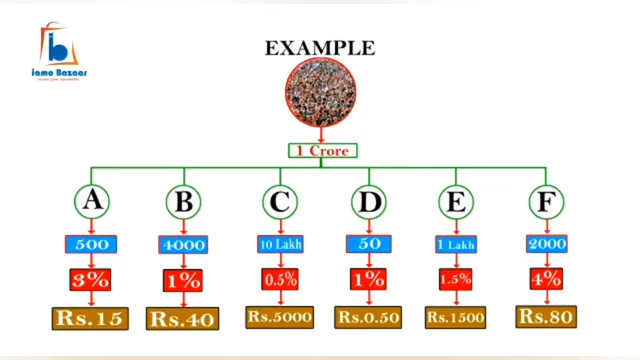 iamo Bazaar
EXAMPLE
1 Crore
A B C D E F
500 4000 10 Lakh 50 1 Lakh 2000
3% 1% 0.5% 1% 1.5% 4%
Rs.15 Rs.40 Rs.5000 Rs.0.50 Rs.1500 Rs.80